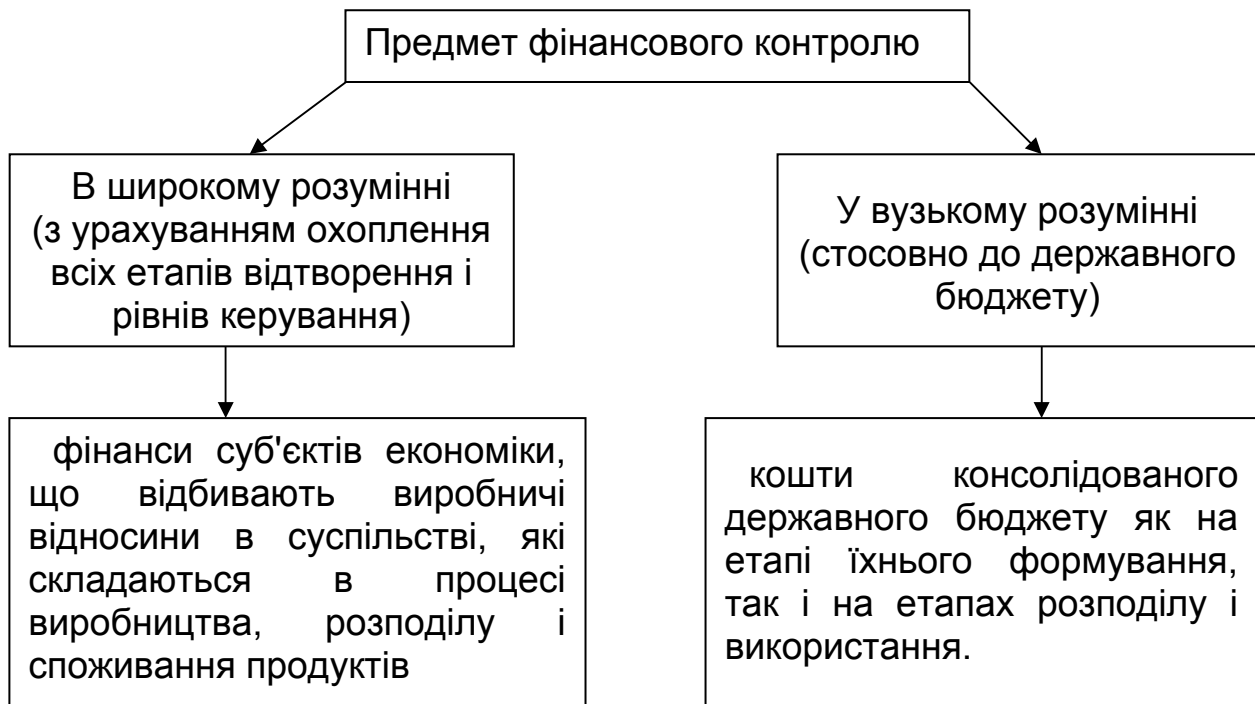 Предмет фінансового контролю
В широкому розумінні
(з урахуванням охоплення
всіх етапів відтворення і
рівнів керування)
У вузькому розумінні
(стосовно до державного
бюджету)
фінанси суб'єктів економіки,
що відбивають виробничі
відносини в суспільстві, які
складаються в процесі
виробництва, розподілу і
споживання продуктів
кошти консолідованого
державного бюджету як на
етапі їхнього формування,
так і на етапах розподілу і
використання.